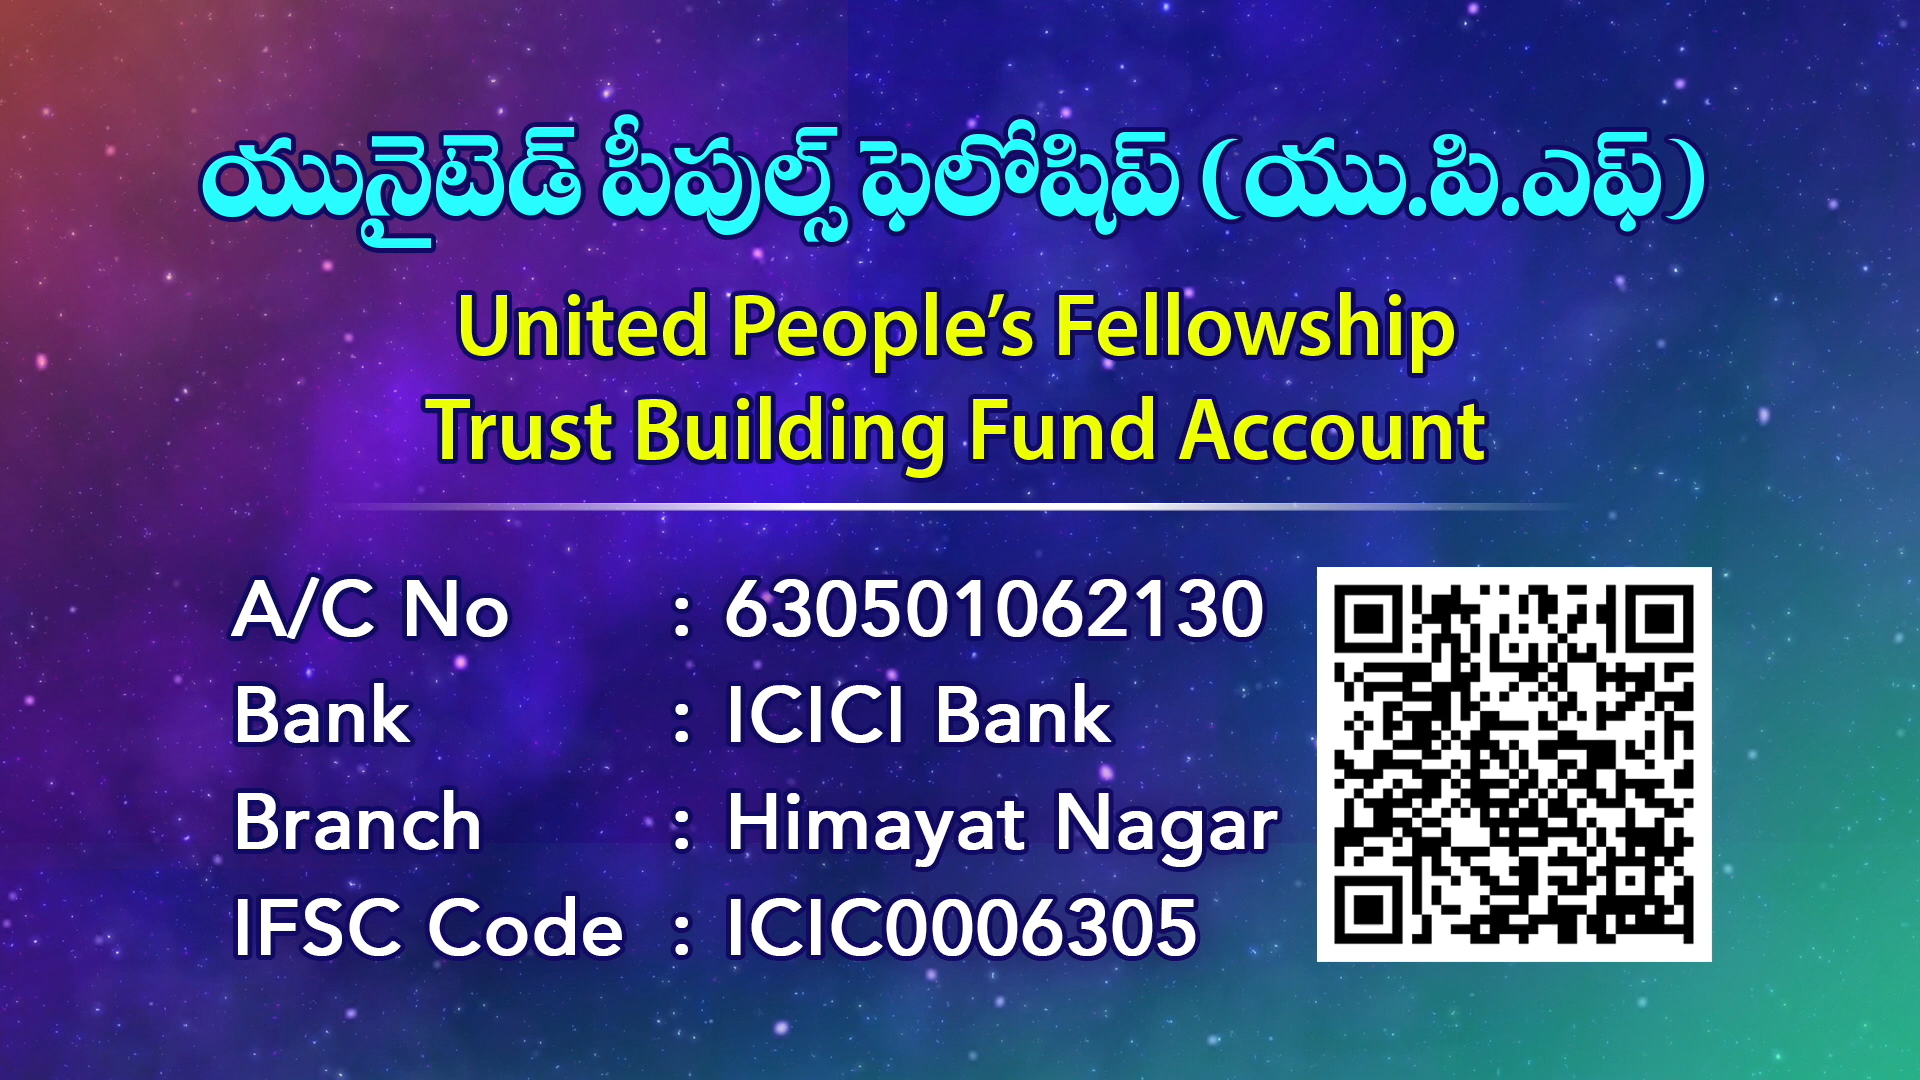 యునైటెడ్ పీపుల్స్ ఫెలోషిప్ (యు.పి.ఎఫ్)
United People’s Fellowship
Trust Building Fund Account
A/C No : 630501062130
Bank : ICICI Bank
Branch : Himayat Nagar
IFSC Code : ICIC0006305